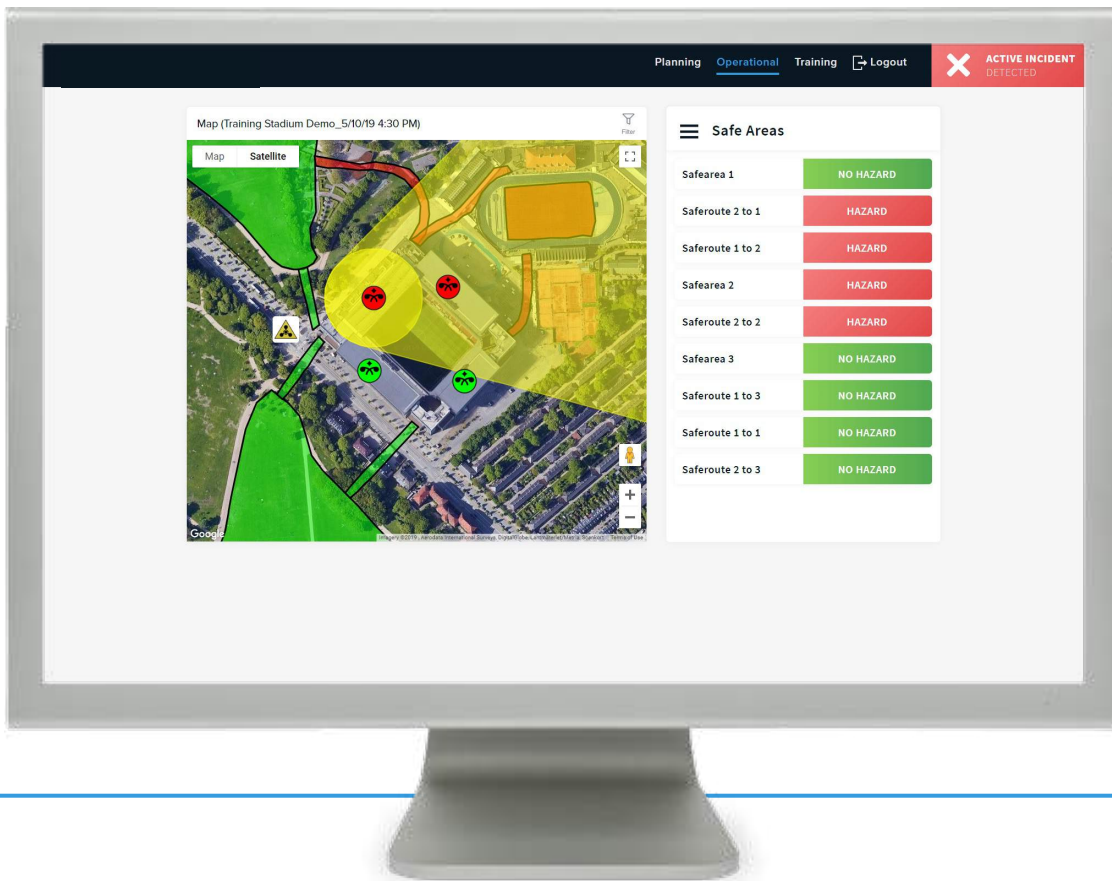 Planning Operational Training Logout
ACTIVE INCIDENT
DETECTED
Map (Training Stadium Demo_5/10/19 4:30 PM)
Filter
Map Satellite
Google
Terms of Use
Safe Areas
Safearea 1 NO HAZARD
Saferoute 2 to 1 HAZARD
Saferoute 1 to 2 HAZARD
Safearea 2 HAZARD
Saferoute 2 to 2 HAZARD
Safearea 3 NO HAZARD
Saferoute 1 to 3 NO HAZARD
Saferoute 1 to 1 NO HAZARD
Saferoute 2 to 3 NO HAZARD